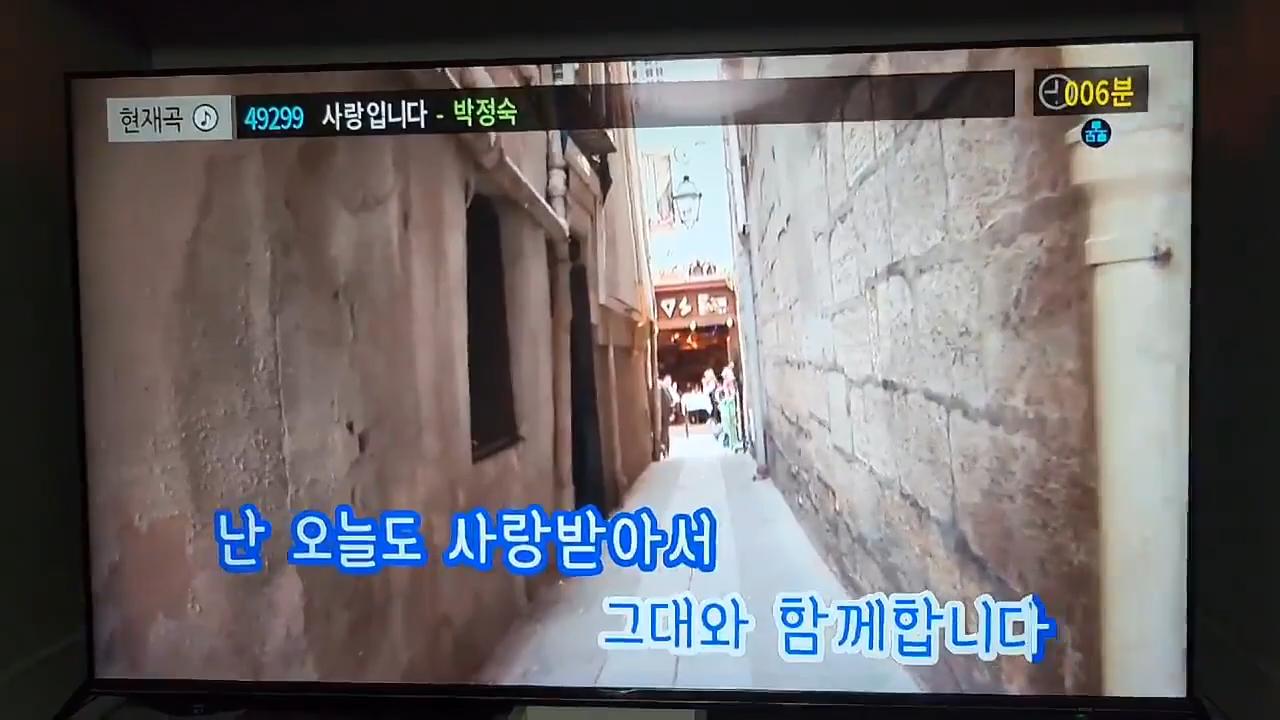 현재곡
49299 사랑입니다 - 박정숙
006분
난 오늘도 사랑받아서
그대와 함께합니다